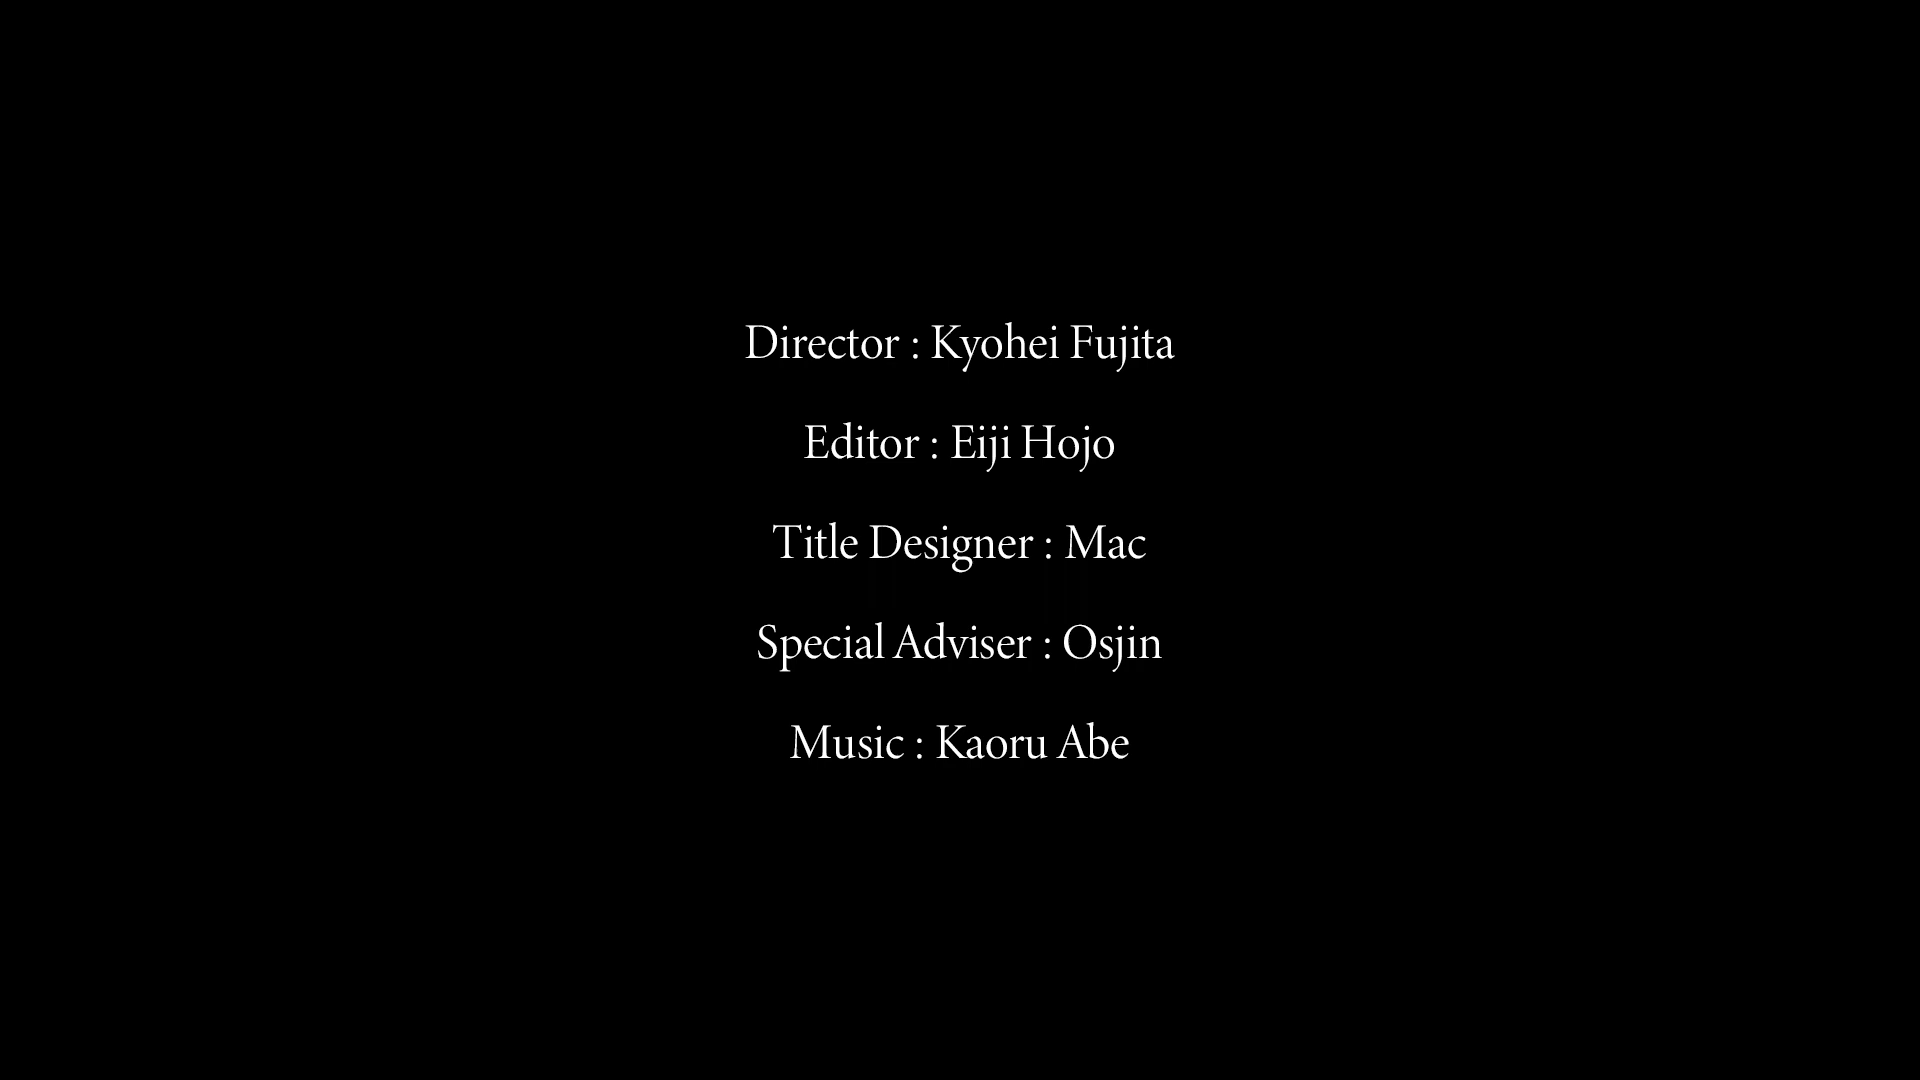 Director : Kyohei Fujita
Editor : Eiji Hojo
Title Designer : Mac
Special Adviser : Osjin
Music : Kaoru Abe